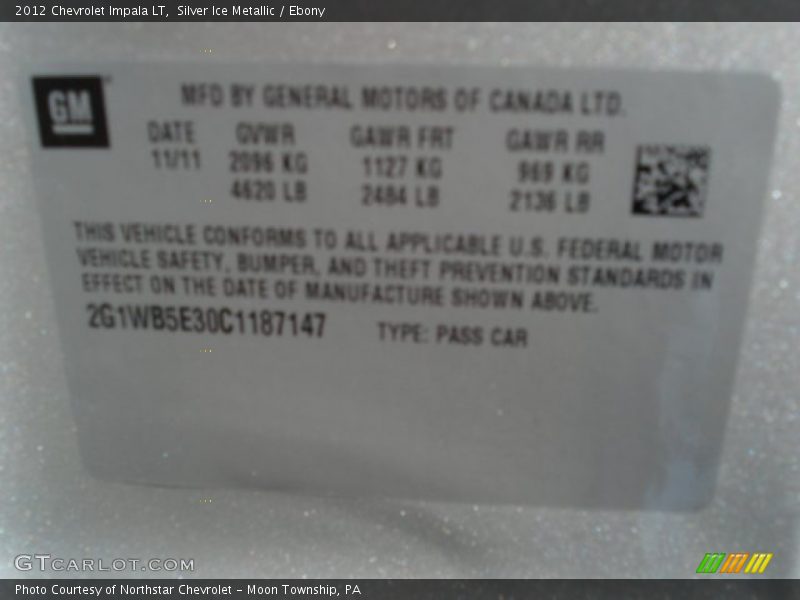 2012 Chevrolet Impala LT,  Silver Ice Metallic / Ebony
GM
MFD BY GENERAL MOTORS OF CANADA LTD.
DATE GVWR GAWR FRT GAWR RR
11/11 2096 KG 1127 KG 969 KG
4620 LB 2484 LB 2136 LB
THIS VEHICLE CONFORMS TO ALL APPLICABLE U.S. FEDERAL MOTOR
VEHICLE SAFETY, BUMPER, AND THEFT PREVENTION STANDARDS IN
EFFECT ON THE DATE OF MANUFACTURE SHOWN ABOVE.
2G1WB5E30C1187147 TYPE: PASS CAR
GTCARLOT.COM
Photo Courtesy of Northstar Chevrolet - Moon Township, PA